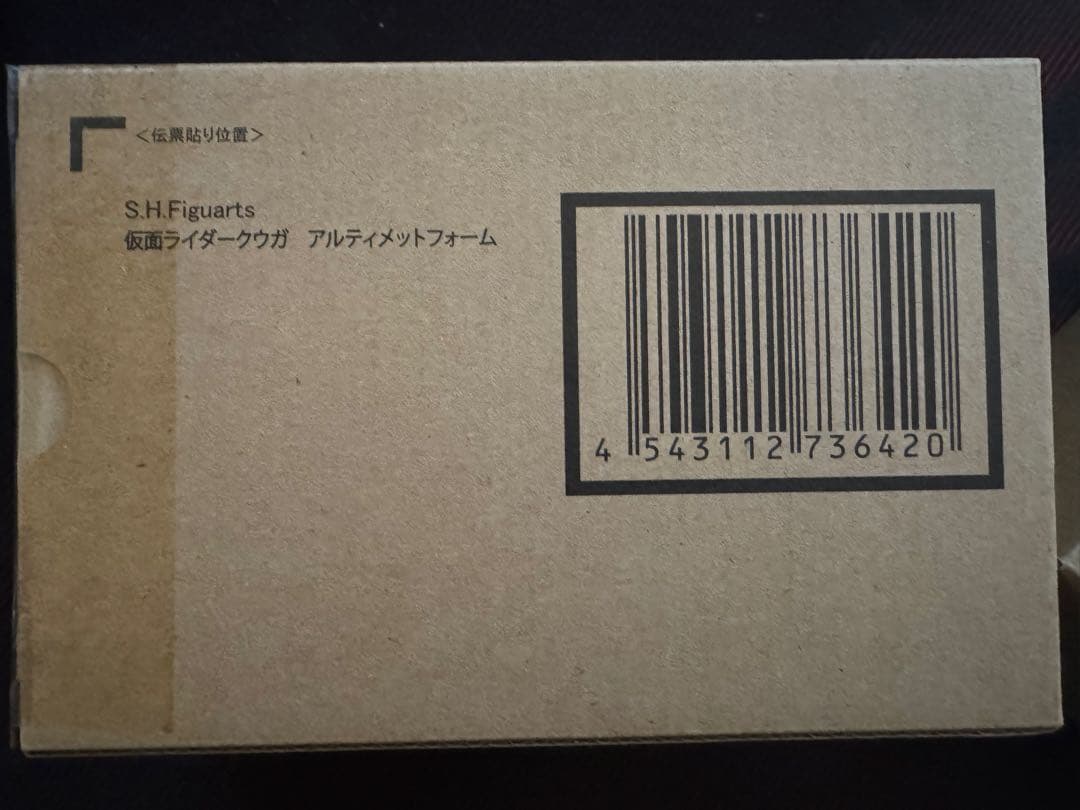 ＜伝票貼り位置＞
S.H.Figuarts
仮面ライダークウガ　アルティメットフォーム
4 543112 736420